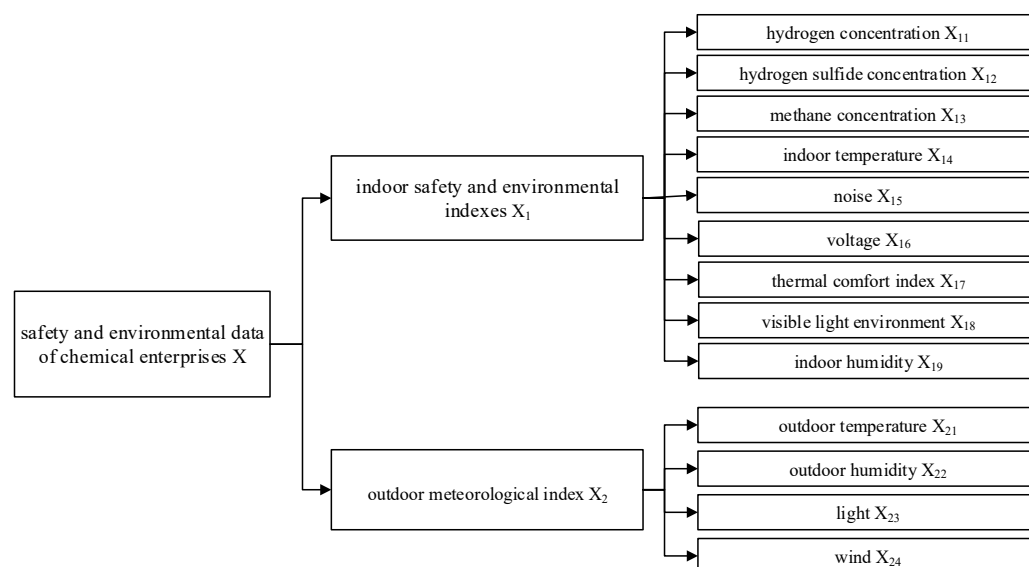 hydrogen concentration X₁₁
hydrogen sulfide concentration X₁₂
methane concentration X₁₃
indoor temperature X₁₄
noise X₁₅
voltage X₁₆
thermal comfort index X₁₇
visible light environment X₁₈
indoor humidity X₁₉
indoor safety and environmental
indexes X₁
safety and environmental data
of chemical enterprises X
outdoor meteorological index X₂
outdoor temperature X₂₁
outdoor humidity X₂₂
light X₂₃
wind X₂₄